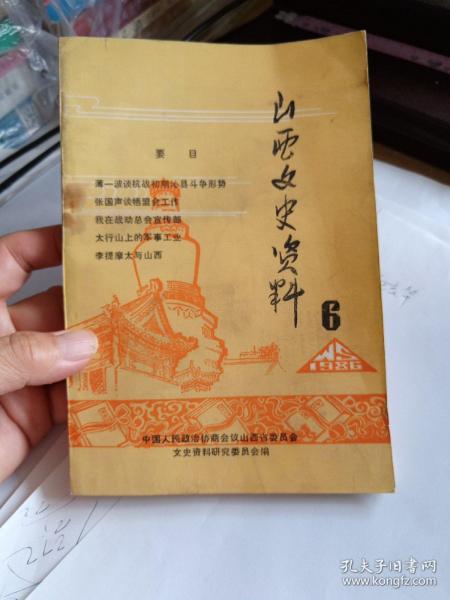 山西文史资料
6
WS
1986
要目
薄一波谈抗战初期沁县斗争形势
张国声谈牺盟会工作
我在战动总会宣传部
太行山上的军事工业
李提摩太与山西
中国人民政治协商会议山西省委员会
文史资料研究委员会编
孔夫子旧书网
www.kongfz.com